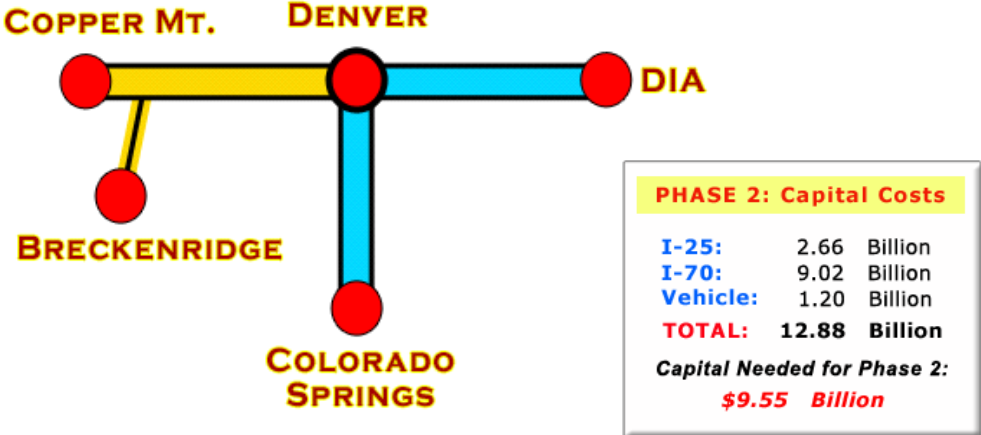 COPPER MT.
DENVER
DIA
BRECKENRIDGE
COLORADO
SPRINGS
PHASE 2: Capital Costs
I-25: 2.66 Billion
I-70: 9.02 Billion
Vehicle: 1.20 Billion
TOTAL: 12.88 Billion
Capital Needed for Phase 2:
$9.55 Billion